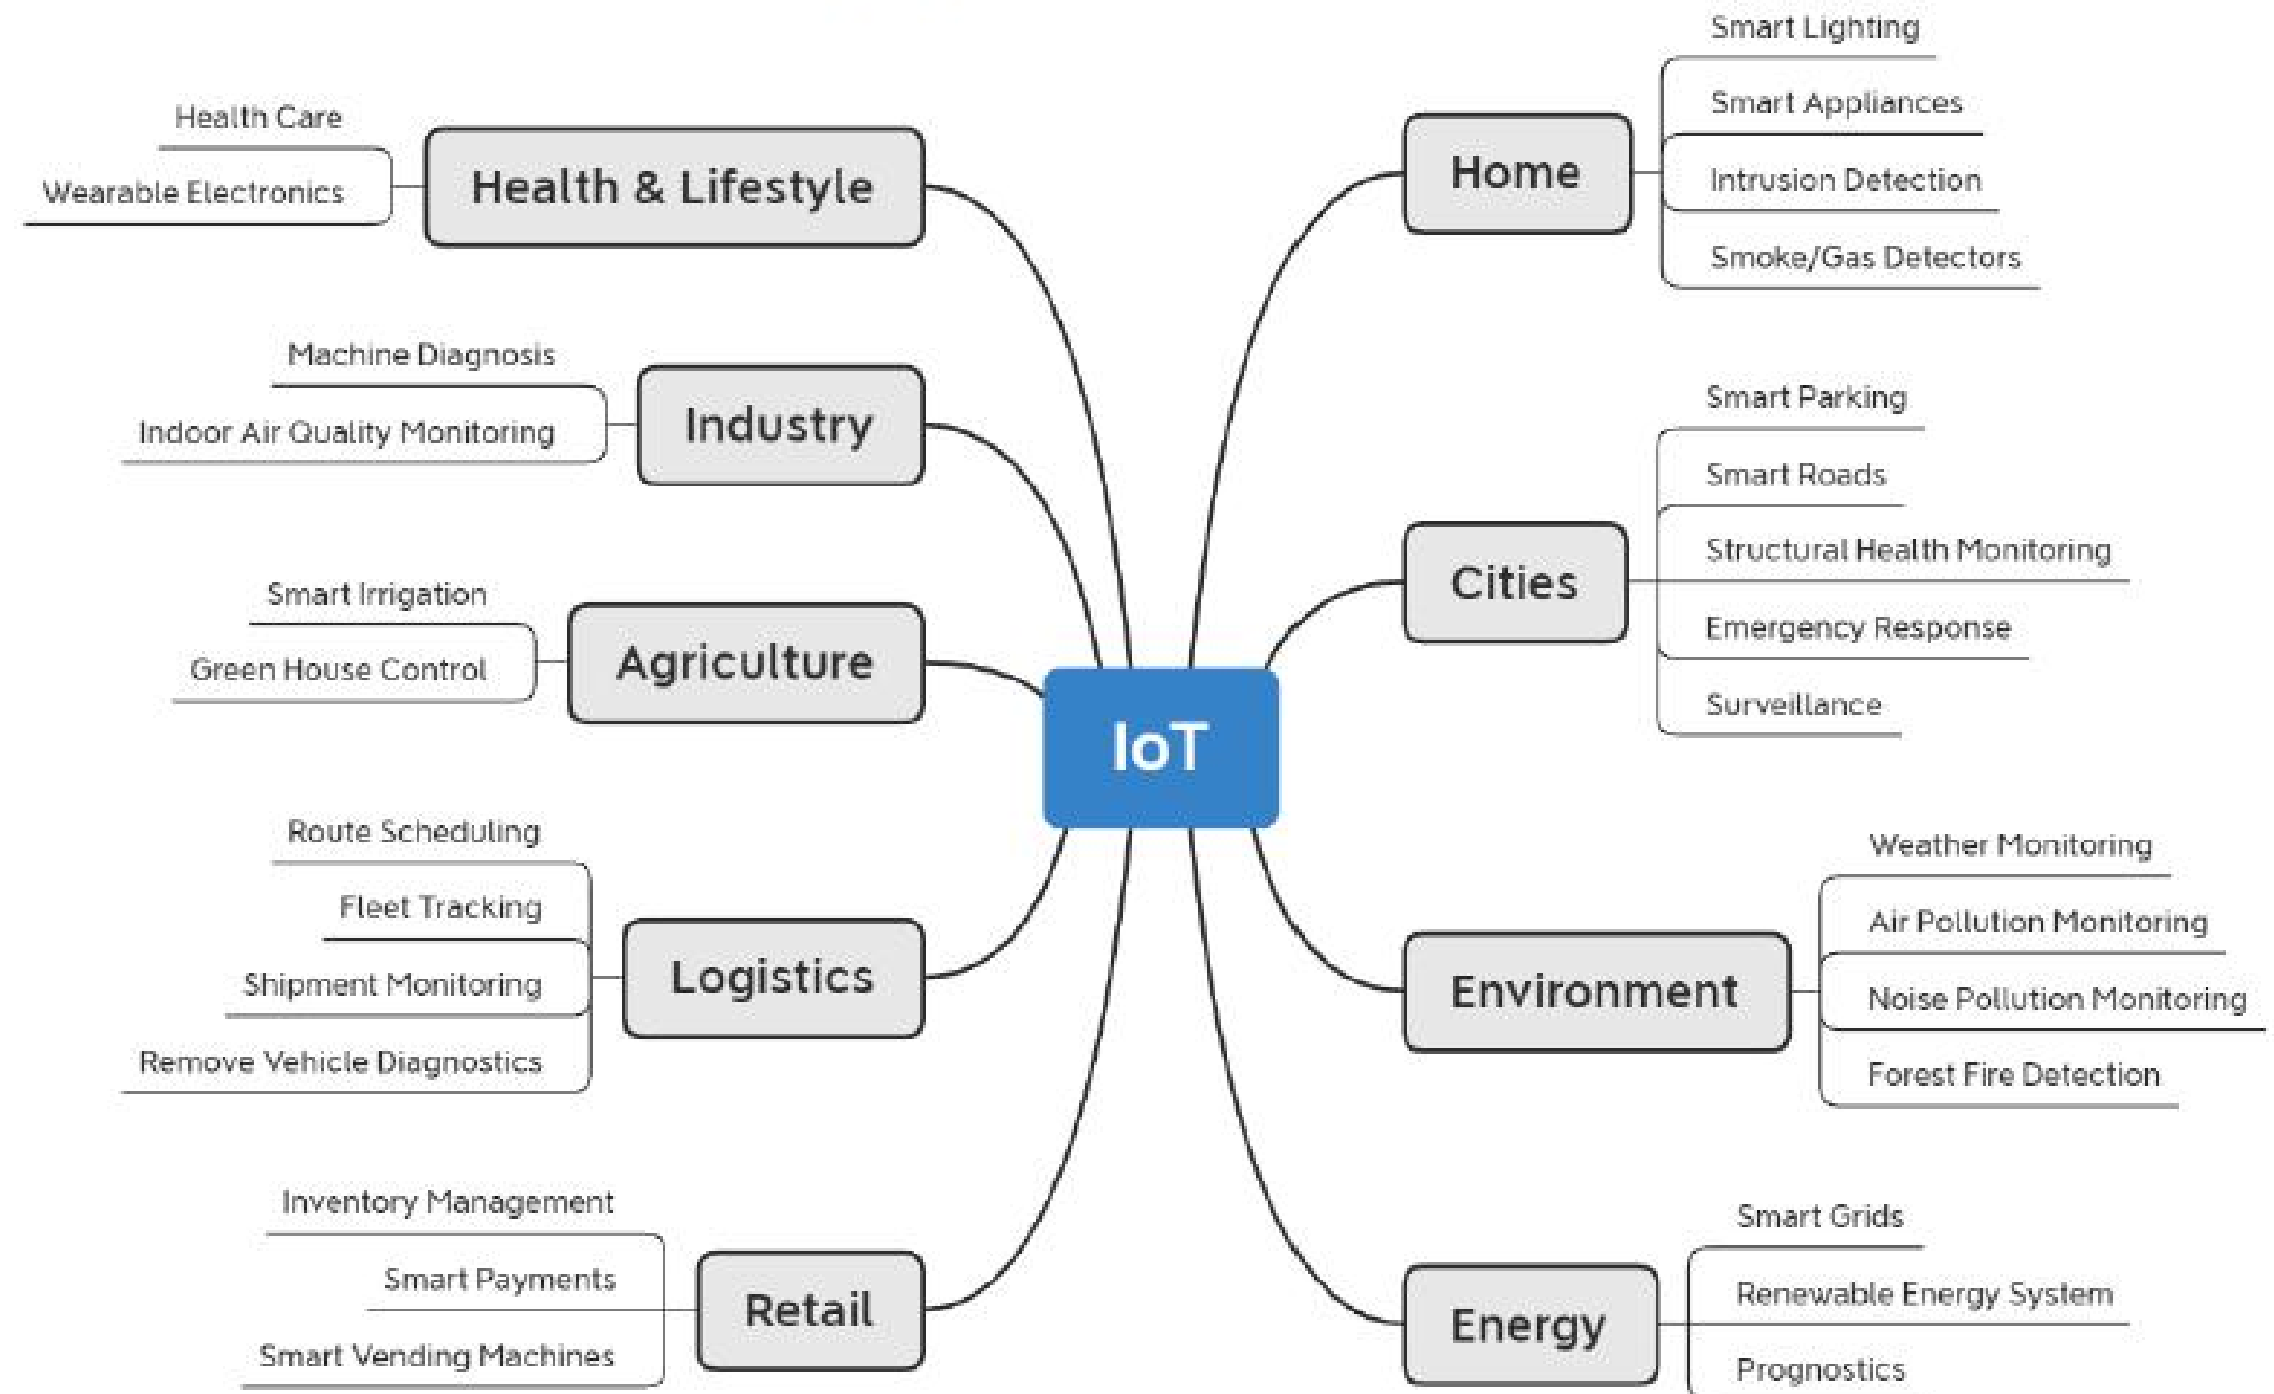 Health Care
Wearable Electronics
Health & Lifestyle
Machine Diagnosis
Indoor Air Quality Monitoring
Industry
Smart Irrigation
Green House Control
Agriculture
Route Scheduling
Fleet Tracking
Shipment Monitoring
Remove Vehicle Diagnostics
Logistics
Inventory Management
Smart Payments
Smart Vending Machines
Retail
IoT
Home
Smart Lighting
Smart Appliances
Intrusion Detection
Smoke/Gas Detectors
Cities
Smart Parking
Smart Roads
Structural Health Monitoring
Emergency Response
Surveillance
Environment
Weather Monitoring
Air Pollution Monitoring
Noise Pollution Monitoring
Forest Fire Detection
Energy
Smart Grids
Renewable Energy System
Prognostics